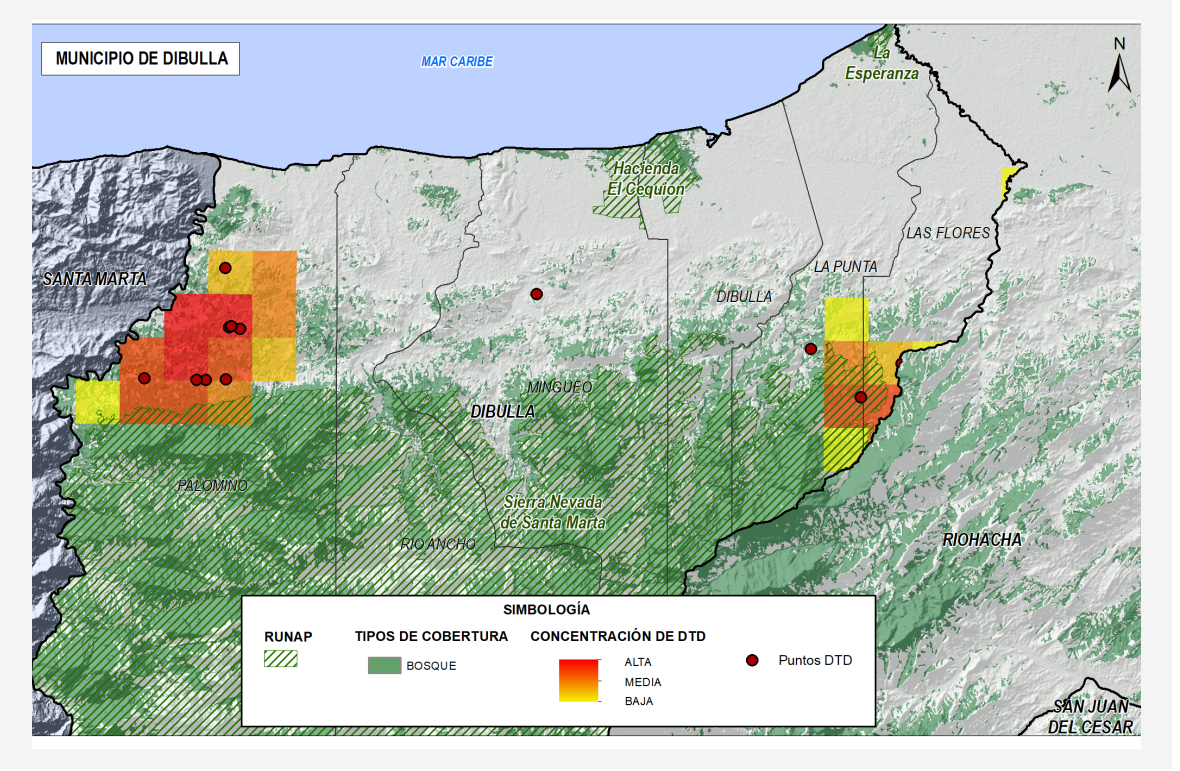 MUNICIPIO DE DIBULLA
MAR CARIBE
N
La
Esperanza
Hacienda
El Cequion
LAS FLORES
SANTA MARTA
LA PUNTA
DIBULLA
MINGUEO
DIBULLA
PALOMINO
Sierra Nevada
de Santa Marta
RIO ANCHO
RIOHACHA
SIMBOLOGÍA
RUNAP
TIPOS DE COBERTURA
BOSQUE
CONCENTRACIÓN DE DTD
ALTA
MEDIA
BAJA
Puntos DTD
SAN JUAN
DEL CESAR